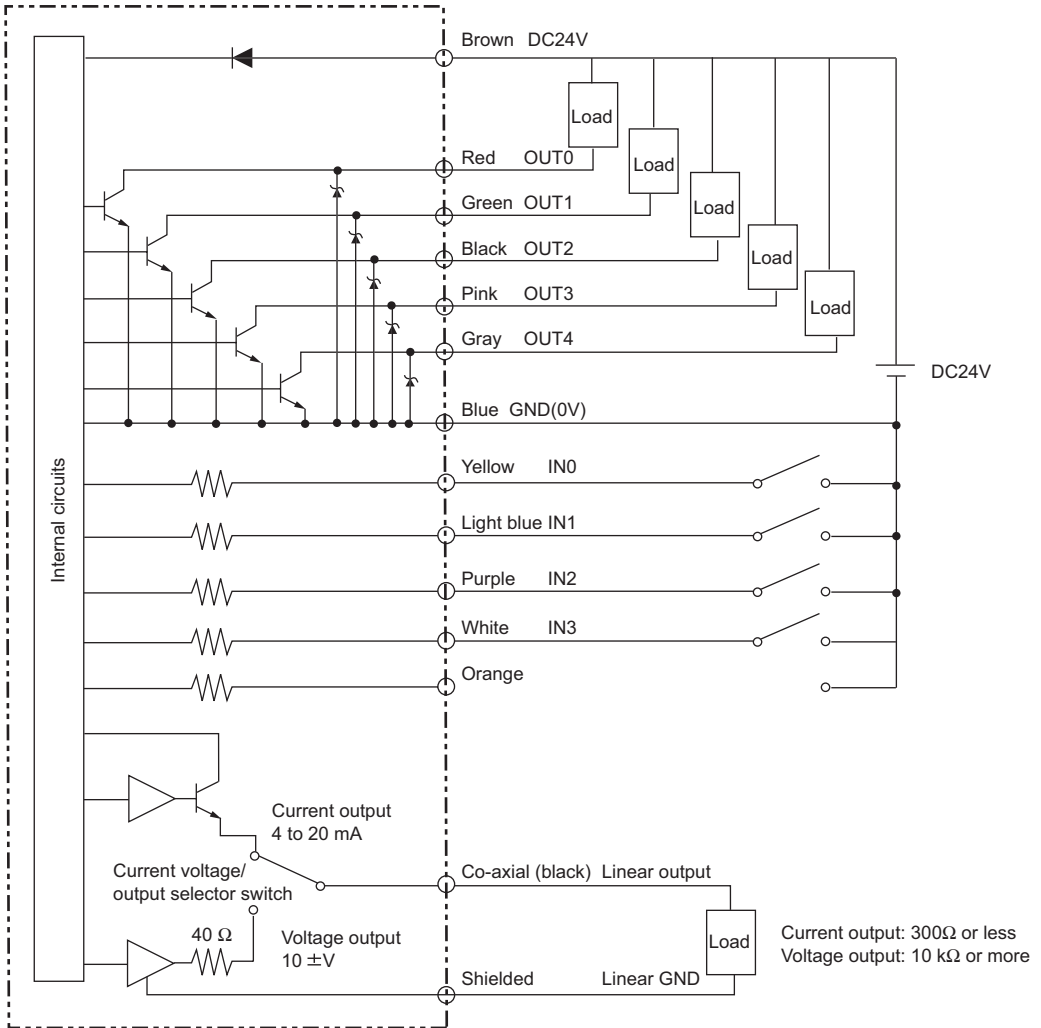 Brown DC24V
Load
Red OUT0
Load
Green OUT1
Load
Black OUT2
Load
Pink OUT3
Load
Gray OUT4
DC24V
Blue GND(0V)
Internal circuits
Yellow IN0
Light blue IN1
Purple IN2
White IN3
Orange
Current output
4 to 20 mA
Current voltage/
output selector switch
Co-axial (black) Linear output
40 Ω
Voltage output
10 ±V
Load
Current output: 300Ω or less
Voltage output: 10 kΩ or more
Shielded Linear GND